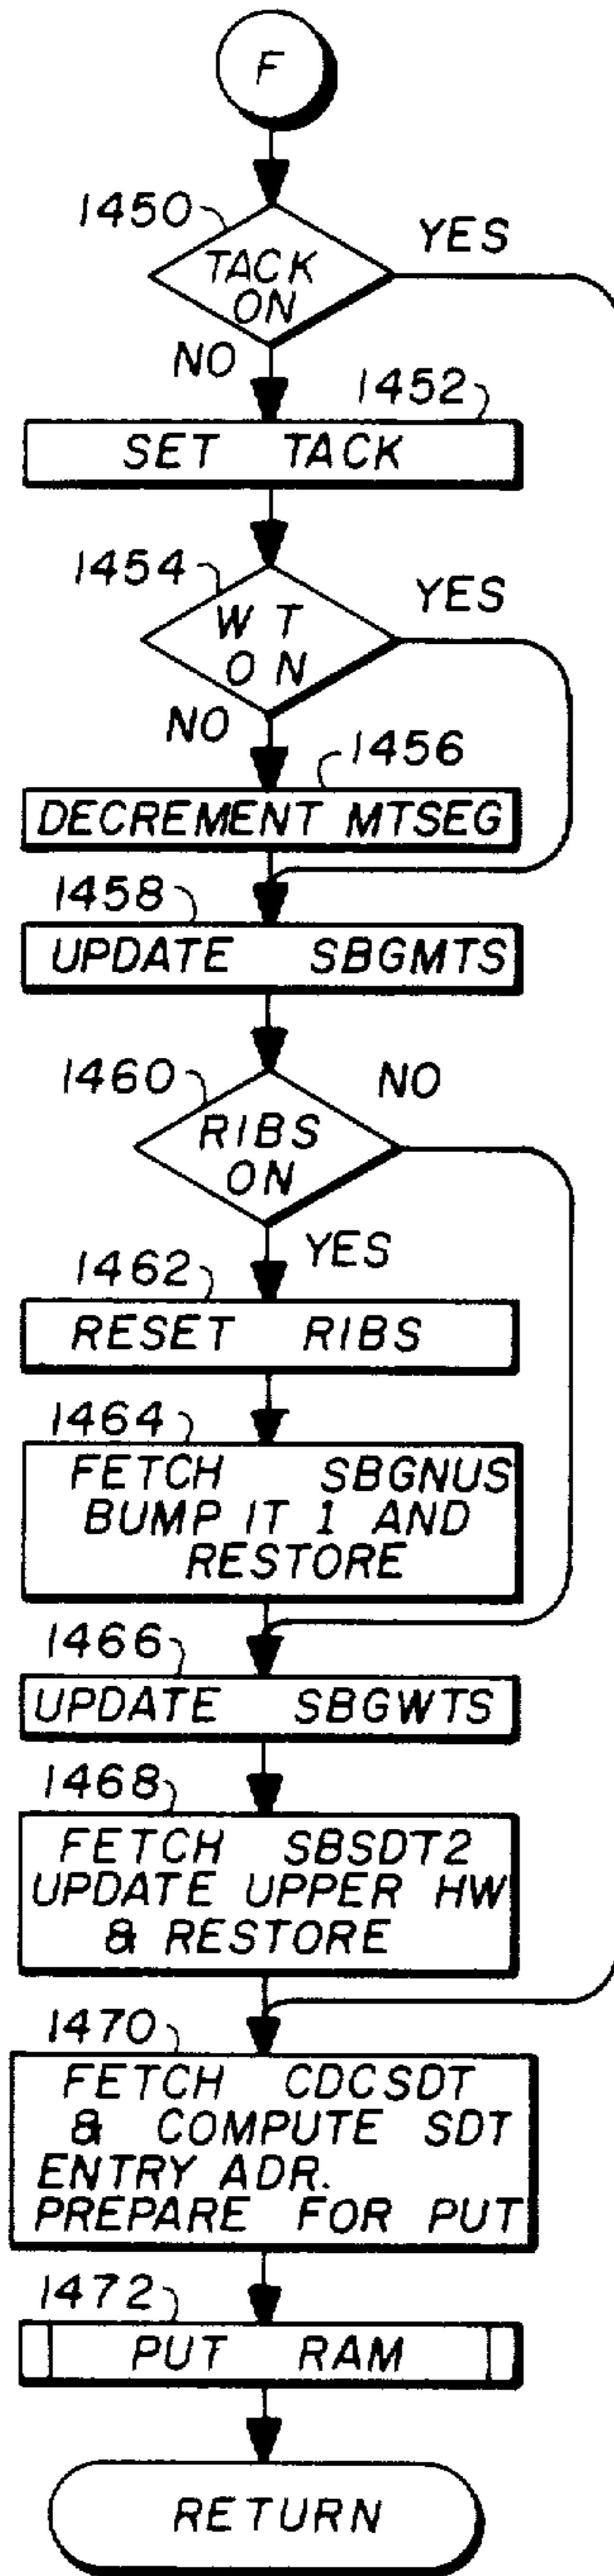 F
1450
YES
TACK
ON
NO
1452
SET TACK
1454
YES
WT
ON
NO
1456
DECREMENT MTSEG
1458
UPDATE SBGMTS
1460
NO
RIBS
ON
YES
1462
RESET RIBS
1464
FETCH SBGNUS
BUMP IT 1 AND
RESTORE
1466
UPDATE SBGWTS
1468
FETCH SBSDT2
UPDATE UPPER HW
& RESTORE
1470
FETCH CDCSDT
& COMPUTE SDT
ENTRY ADR.
PREPARE FOR PUT
1472
PUT RAM
RETURN